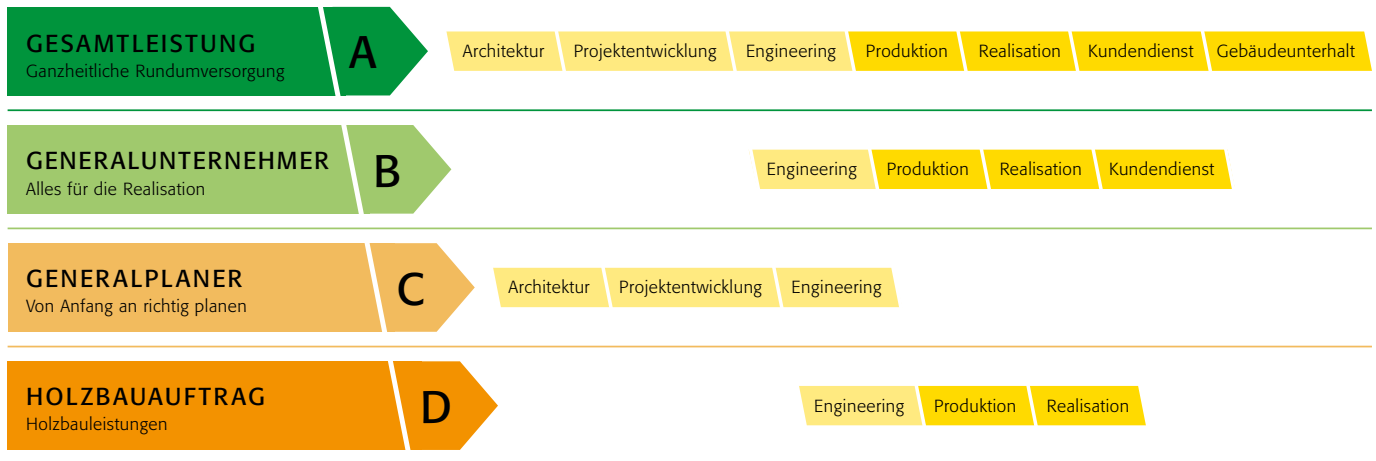 GESAMTLEISTUNG
Ganzheitliche Rundumversorgung
A
Architektur Projektentwicklung Engineering Produktion Realisation Kundendienst Gebäudeunterhalt
GENERALUNTERNEHMER
Alles für die Realisation
B
Engineering Produktion Realisation Kundendienst
GENERALPLANER
Von Anfang an richtig planen
C
Architektur Projektentwicklung Engineering
HOLZBAUAUFTRAG
Holzbauleistungen
D
Engineering Produktion Realisation